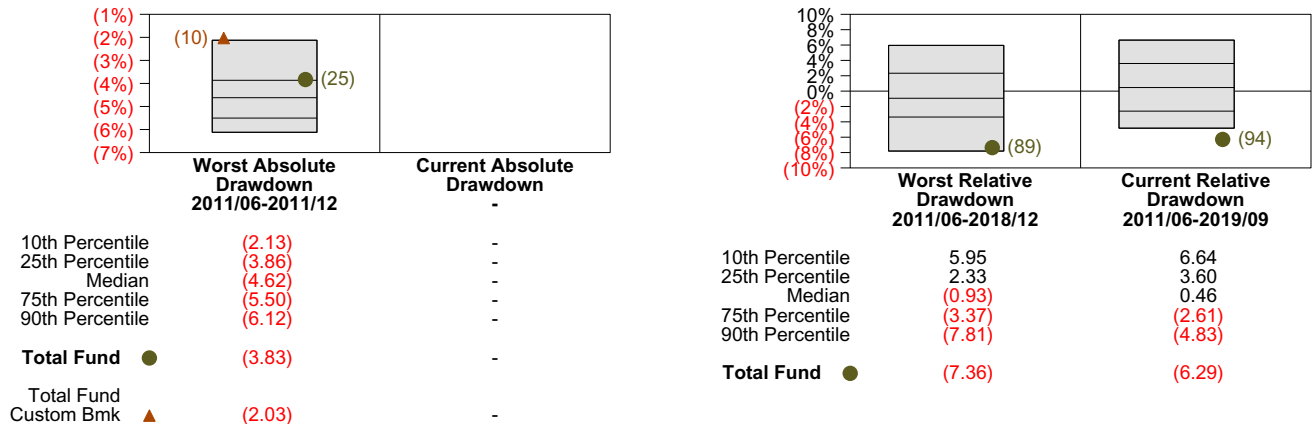 (1%)
(2%)
(3%)
(4%)
(5%)
(6%)
(7%)
(10)
(25)
Worst Absolute
Drawdown
2011/06-2011/12
Current Absolute
Drawdown
-
10th Percentile (2.13) -
25th Percentile (3.86) -
Median (4.62) -
75th Percentile (5.50) -
90th Percentile (6.12) -
Total Fund (3.83) -
Total Fund
Custom Bmk (2.03) -
10%
8%
6%
4%
2%
0%
(2%)
(4%)
(6%)
(8%)
(10%)
(89)
(94)
Worst Relative
Drawdown
2011/06-2018/12
Current Relative
Drawdown
2011/06-2019/09
10th Percentile 5.95 6.64
25th Percentile 2.33 3.60
Median (0.93) 0.46
75th Percentile (3.37) (2.61)
90th Percentile (7.81) (4.83)
Total Fund (7.36) (6.29)